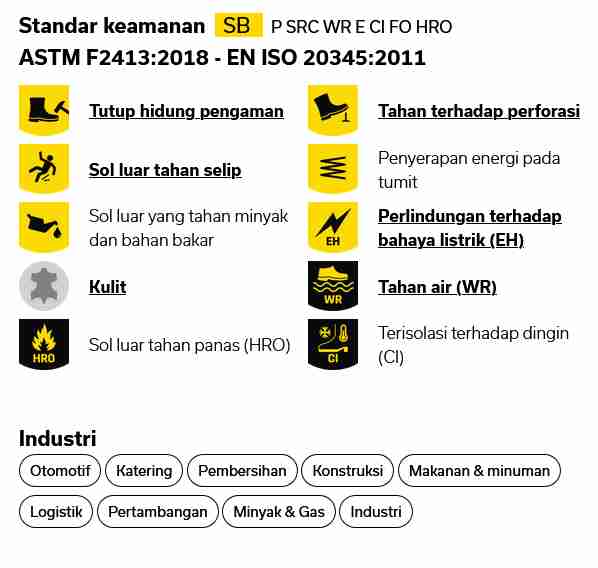 Standar keamanan SB P SRC WR E CI FO HRO
ASTM F2413:2018 - EN ISO 20345:2011
Tutup hidung pengaman
Tahan terhadap perforasi
Sol luar tahan selip
Penyerapan energi pada
tumit
Sol luar yang tahan minyak
dan bahan bakar
EH
Perlindungan terhadap
bahaya listrik (EH)
Kulit
WR
Tahan air (WR)
HRO
Sol luar tahan panas (HRO)
CI
Terisolasi terhadap dingin
(CI)
Industri
Otomotif Katering Pembersihan Konstruksi Makanan & minuman
Logistik Pertambangan Minyak & Gas Industri